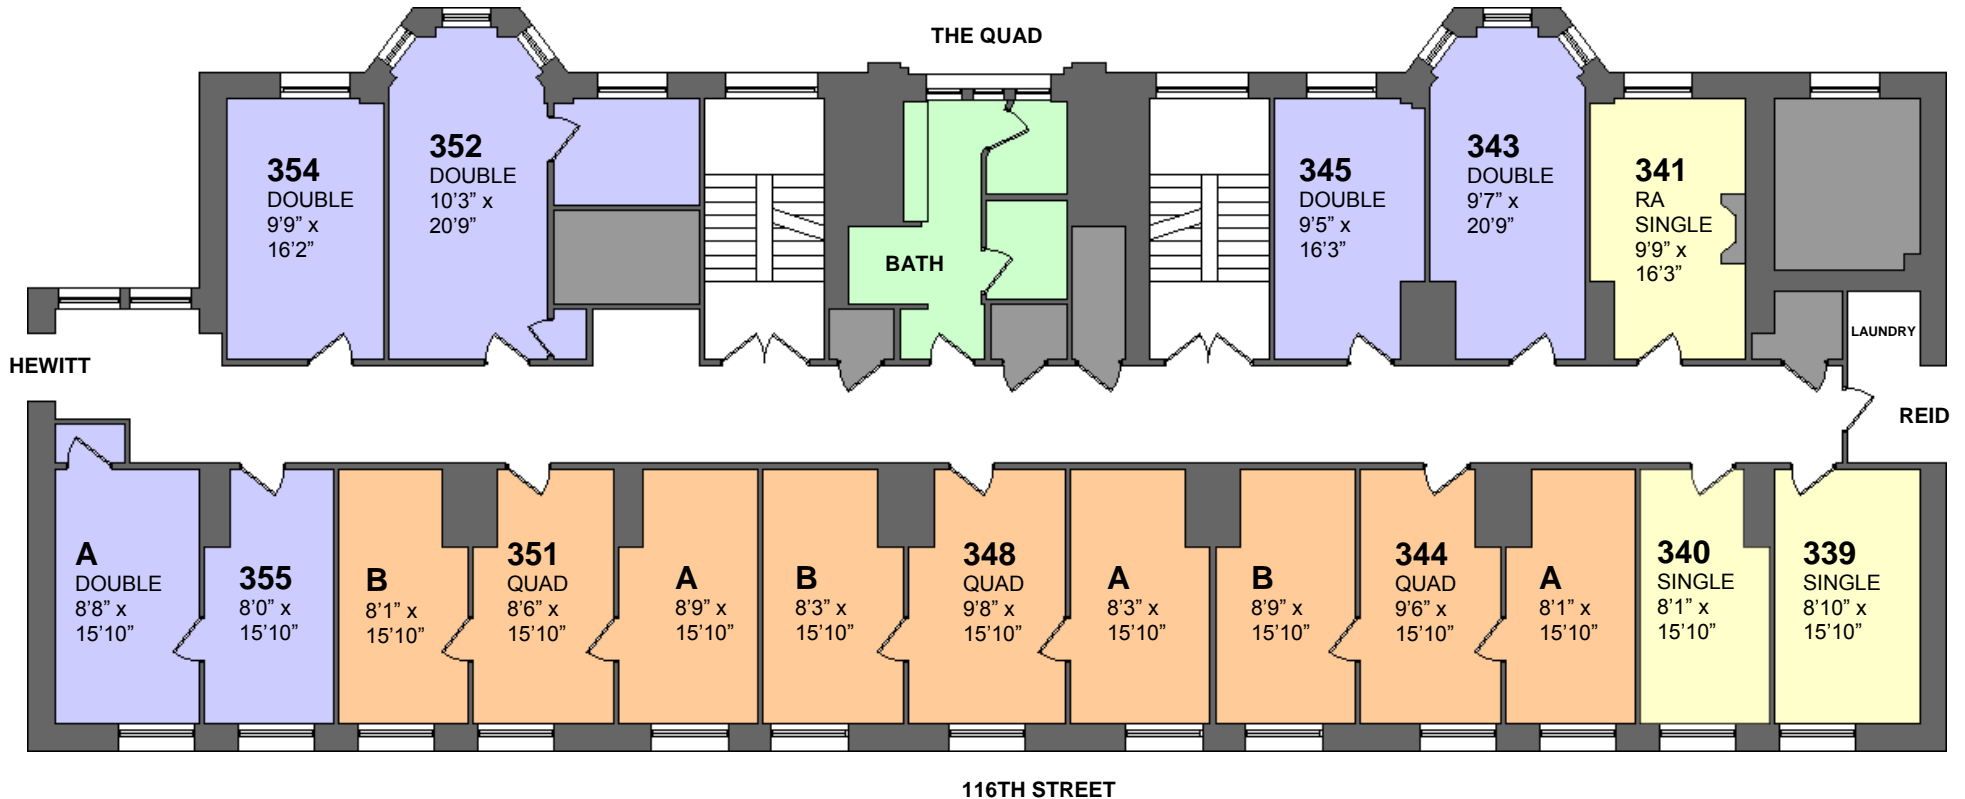 THE QUAD
354
DOUBLE
9'9" x
16'2"
352
DOUBLE
10'3" x
20'9"
BATH
345
DOUBLE
9'5" x
16'3"
343
DOUBLE
9'7" x
20'9"
341
RA
SINGLE
9'9" x
16'3"
LAUNDRY
HEWITT
REID
A
DOUBLE
8'8" x
15'10"
355
8'0" x
15'10"
B
8'1" x
15'10"
351
QUAD
8'6" x
15'10"
A
8'9" x
15'10"
B
8'3" x
15'10"
348
QUAD
9'8" x
15'10"
A
8'3" x
15'10"
B
8'9" x
15'10"
344
QUAD
9'6" x
15'10"
A
8'1" x
15'10"
340
SINGLE
8'1" x
15'10"
339
SINGLE
8'10" x
15'10"
116TH STREET